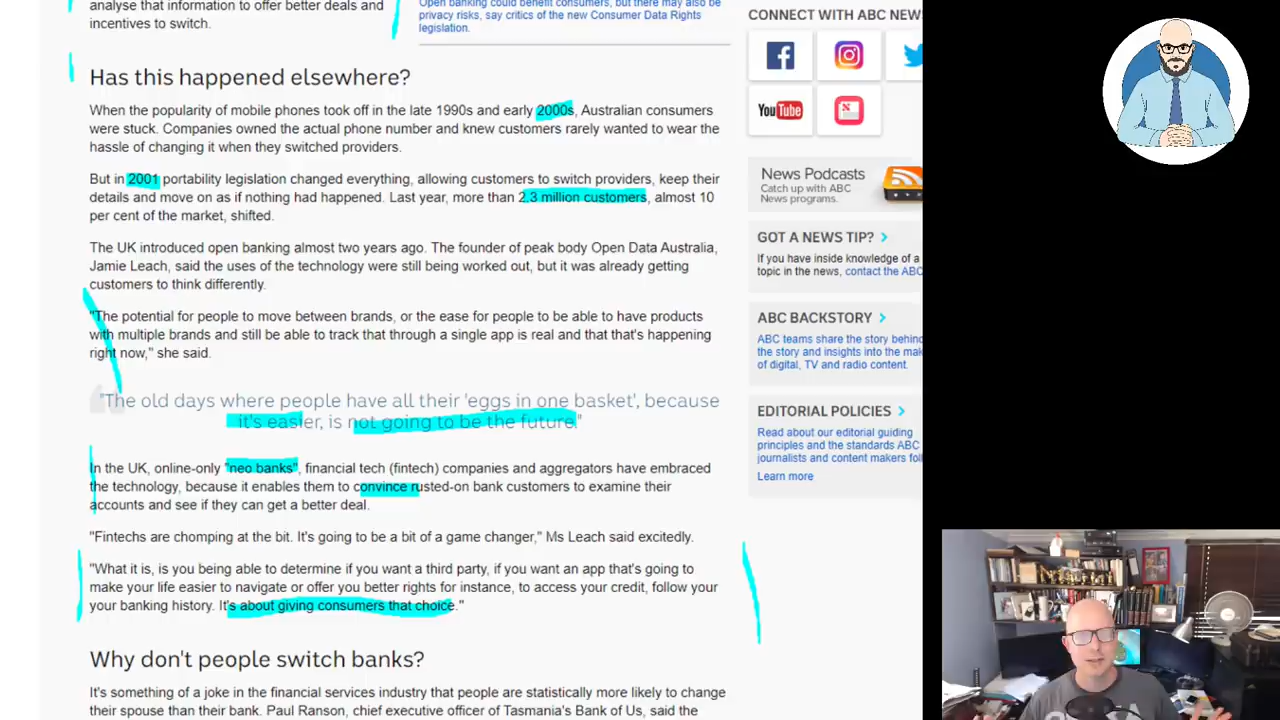 analyse that information to offer better deals and
incentives to switch.
Open banking could benefit consumers, but there may also be
privacy risks, say critics of the new Consumer Data Rights
legislation.
Has this happened elsewhere?
When the popularity of mobile phones took off in the late 1990s and early 2000s, Australian consumers
were stuck. Companies owned the actual phone number and knew customers rarely wanted to wear the
hassle of changing it when they switched providers.
But in 2001 portability legislation changed everything, allowing customers to switch providers, keep their
details and move on as if nothing had happened. Last year, more than 2.3 million customers, almost 10
per cent of the market, shifted.
The UK introduced open banking almost two years ago. The founder of peak body Open Data Australia,
Jamie Leach, said the uses of the technology were still being worked out, but it was already getting
customers to think differently.
"The potential for people to move between brands, or the ease for people to be able to have products
with multiple brands and still be able to track that through a single app is real and that that's happening
right now," she said.
"The old days where people have all their 'eggs in one basket', because
it's easier, is not going to be the future."
In the UK, online-only "neo banks", financial tech (fintech) companies and aggregators have embraced
the technology, because it enables them to convince rusted-on bank customers to examine their
accounts and see if they can get a better deal.
"Fintechs are chomping at the bit. It's going to be a bit of a game changer," Ms Leach said excitedly.
"What it is, is you being able to determine if you want a third party, if you want an app that's going to
make your life easier to navigate or offer you better rights for instance, to access your credit, follow your
your banking history. It's about giving consumers that choice."
Why don't people switch banks?
It's something of a joke in the financial services industry that people are statistically more likely to change
their spouse than their bank. Paul Ranson, chief executive officer of Tasmania's Bank of Us, said the
CONNECT WITH ABC NEWS
YouTube
News Podcasts
Catch up with ABC
News programs.
GOT A NEWS TIP?
If you have inside knowledge of a
topic in the news, contact the ABC
ABC BACKSTORY
ABC teams share the story behind
the story and insights into the mak
of digital, TV and radio content.
EDITORIAL POLICIES
Read about our editorial guiding
principles and the standards ABC
journalists and content makers foll
Learn more